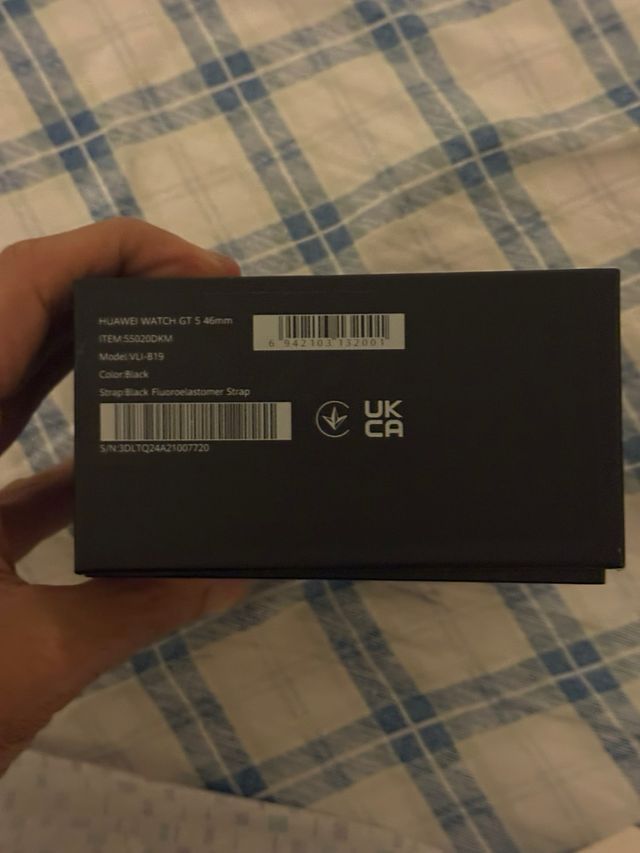 HUAWEI WATCH GT 5 46mm
ITEM:55020DKM
Model:VLI-B19
Color:Black
Strap:Black Fluoroelastomer Strap
S/N:3DLTQ24A21007720
6 942103 132001
UK
CA